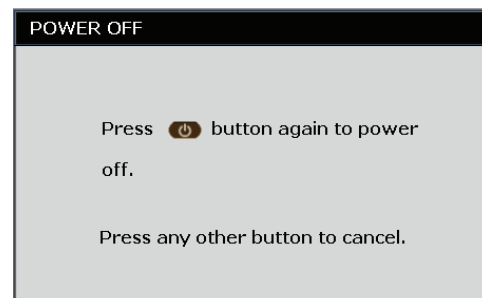 POWER OFF
Press button again to power
off.
Press any other button to cancel.